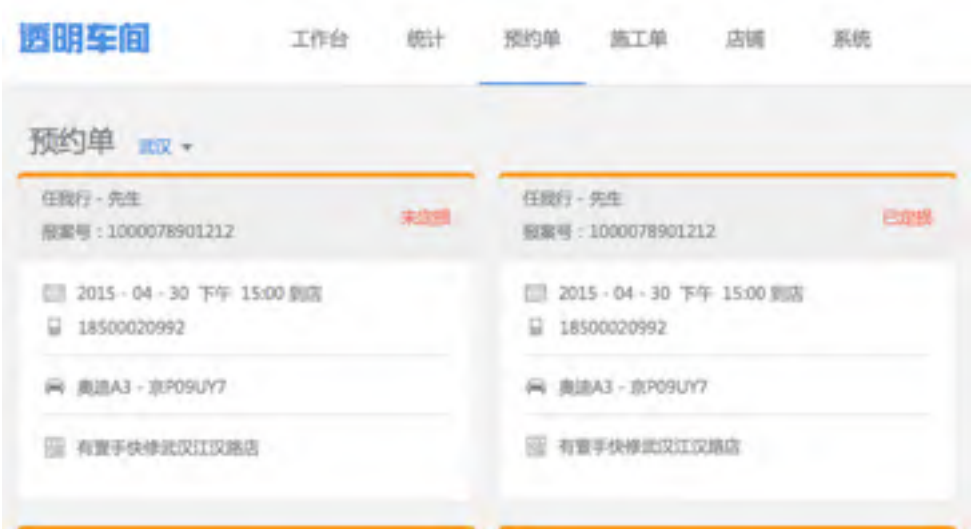 透明车间
工作台 统计 预约单 施工单 店铺 系统
预约单 武汉
任我行 - 先生
报案号：1000078901212
未定损
2015 - 04 - 30 下午 15:00 到店
18500020992
奥迪A3 - 京P09UY7
有壹手快修武汉江汉路店
任我行 - 先生
报案号：1000078901212
已定损
2015 - 04 - 30 下午 15:00 到店
18500020992
奥迪A3 - 京P09UY7
有壹手快修武汉江汉路店